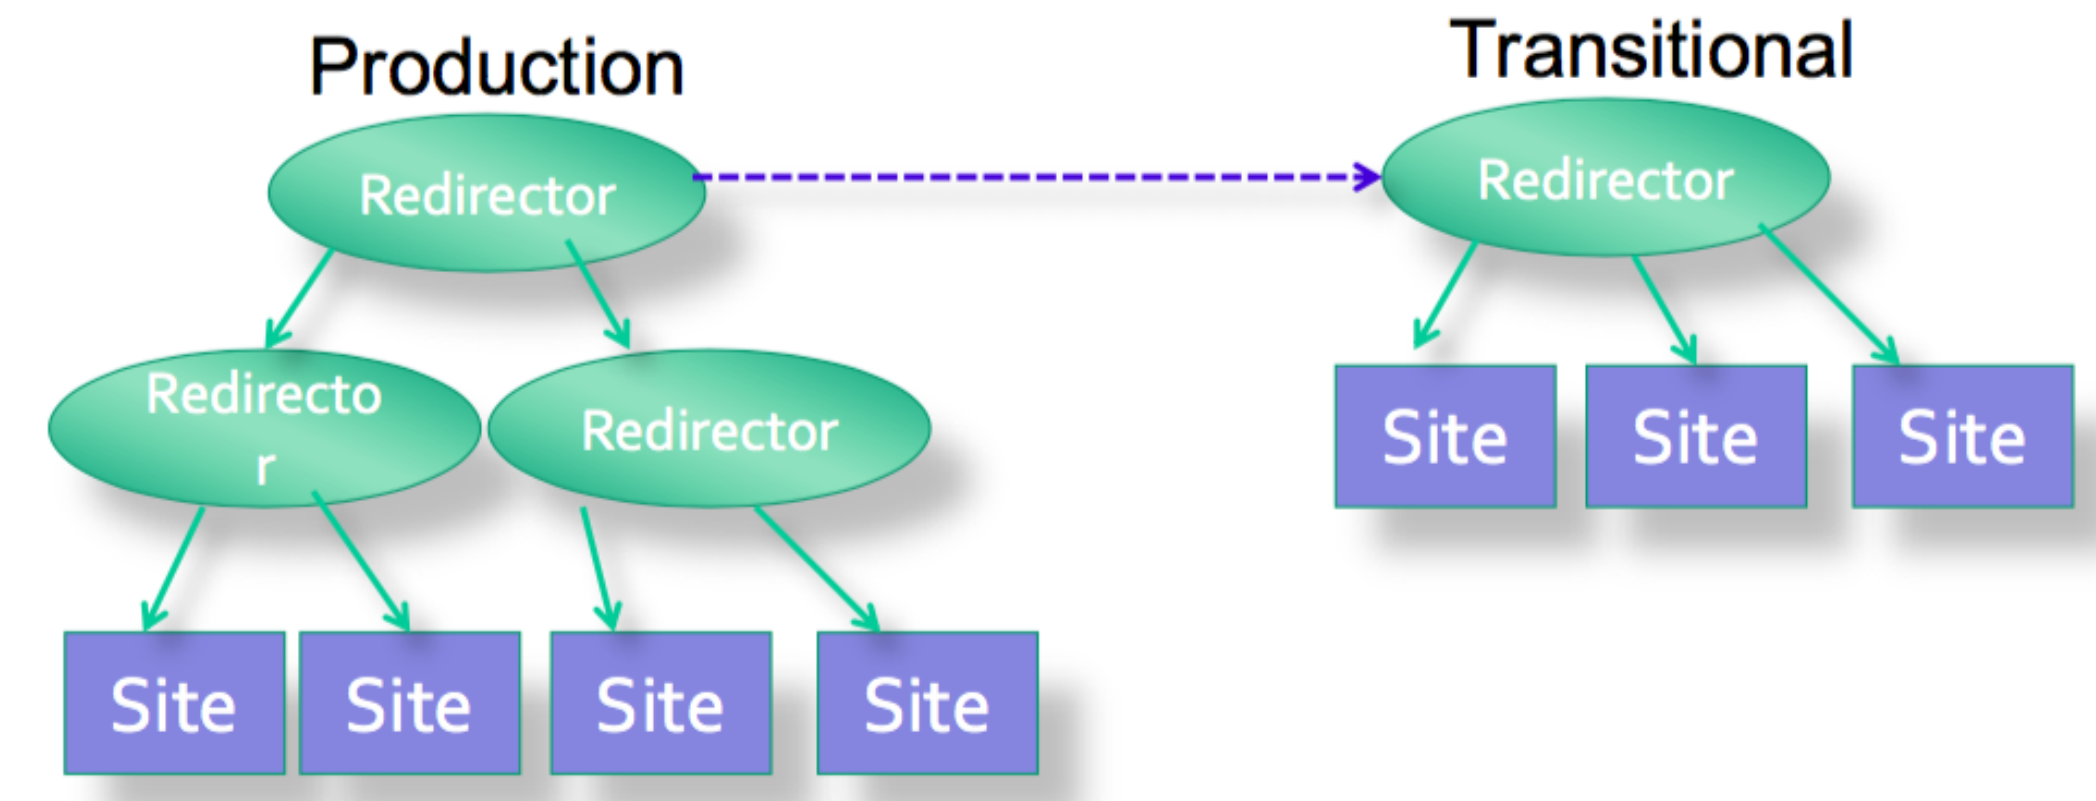 Production
Transitional
Redirector
Redirector
Redirecto
r
Redirector
Site
Site
Site
Site
Site
Site
Site